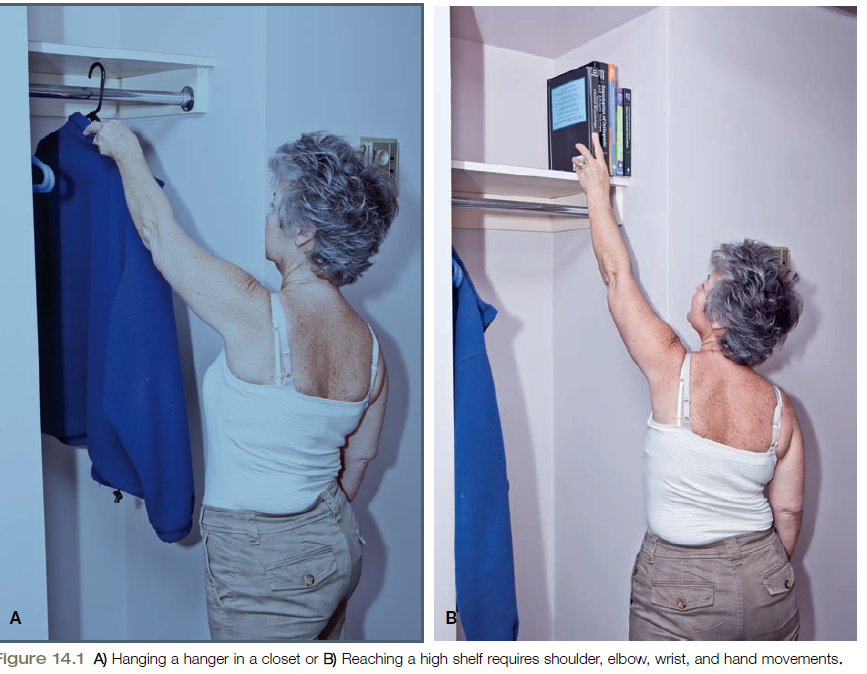 A
B
Figure 14.1 A) Hanging a hanger in a closet or B) Reaching a high shelf requires shoulder, elbow, wrist, and hand movements.